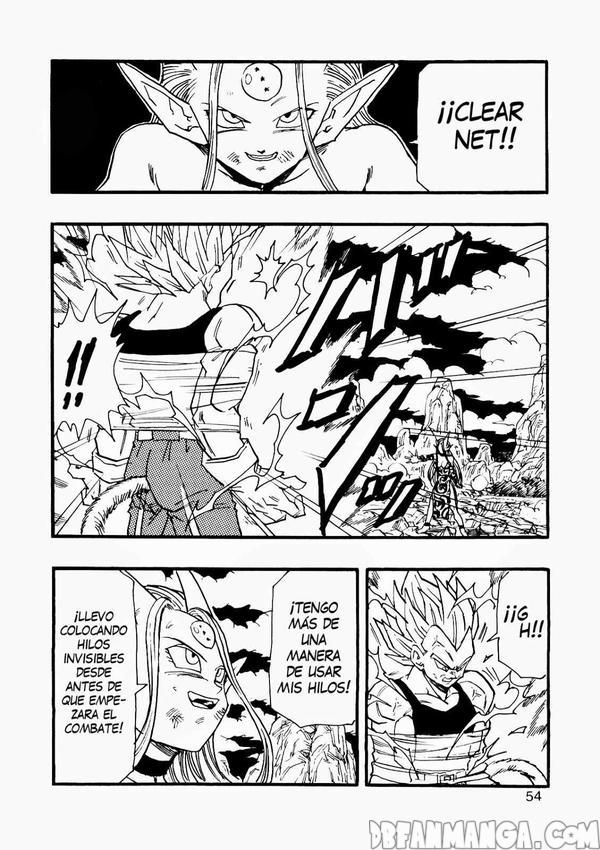 ¡¡CLEAR
NET!!
!!
¡¡G
H!!
¡TENGO
MÁS DE
UNA
MANERA
DE USAR
MIS HILOS!
¡LLEVO
COLOCANDO
HILOS
INVISIBLES
DESDE
ANTES DE
QUE EMPE-
ZARA EL
COMBATE!
54
DBFANMANGA.COM